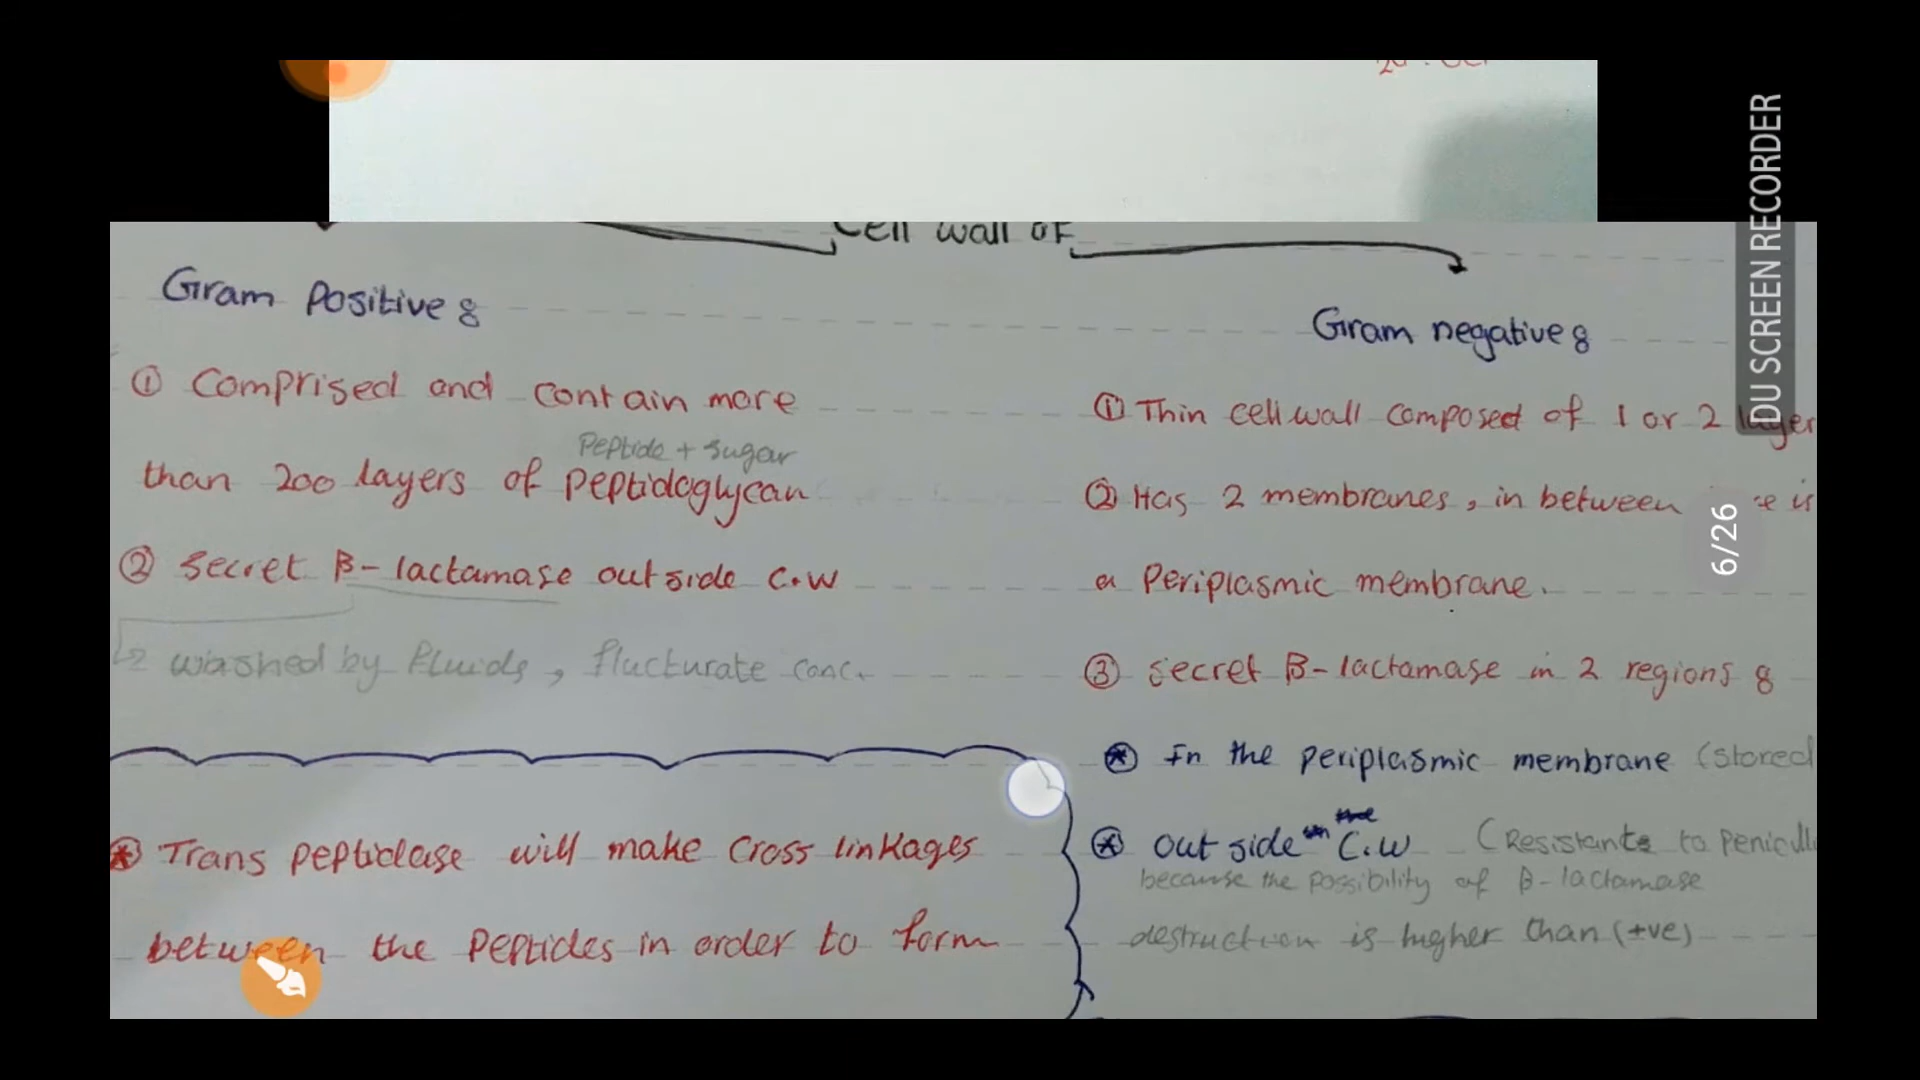 Cell wall of
Gram Positive :
① Comprised and contain more
Peptide + Sugar
than 200 layers of peptidoglycan
② Secret β-lactamase outside C.W
washed by fluids, flucturate conc.
Trans peptidase will make cross linkages
between the peptides in order to form
Gram negative :
① Thin cell wall composed of 1 or 2 layer
② Has 2 membranes, in between is
a Periplasmic membrane.
③ Secret β-lactamase in 2 regions :
In the periplasmic membrane (stored
out side C.W (Resistants to
because the possibility of β-lactamase
destruction is higher than (+ve)
DU SCREEN RECORDER
6/26